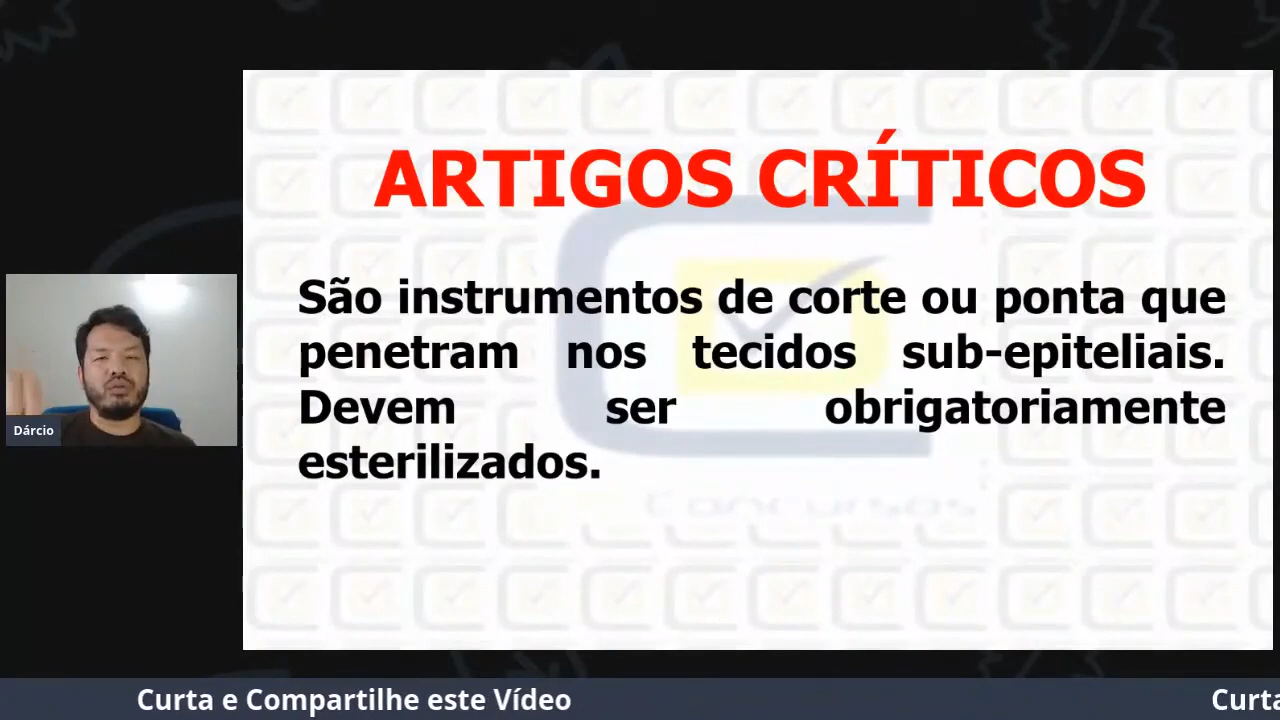 ARTIGOS CRÍTICOS
São instrumentos de corte ou ponta que
penetram nos tecidos sub-epiteliais.
Devem ser obrigatoriamente
esterilizados.
Concursos
Dárcio
Curta e Compartilhe este Vídeo
Curta